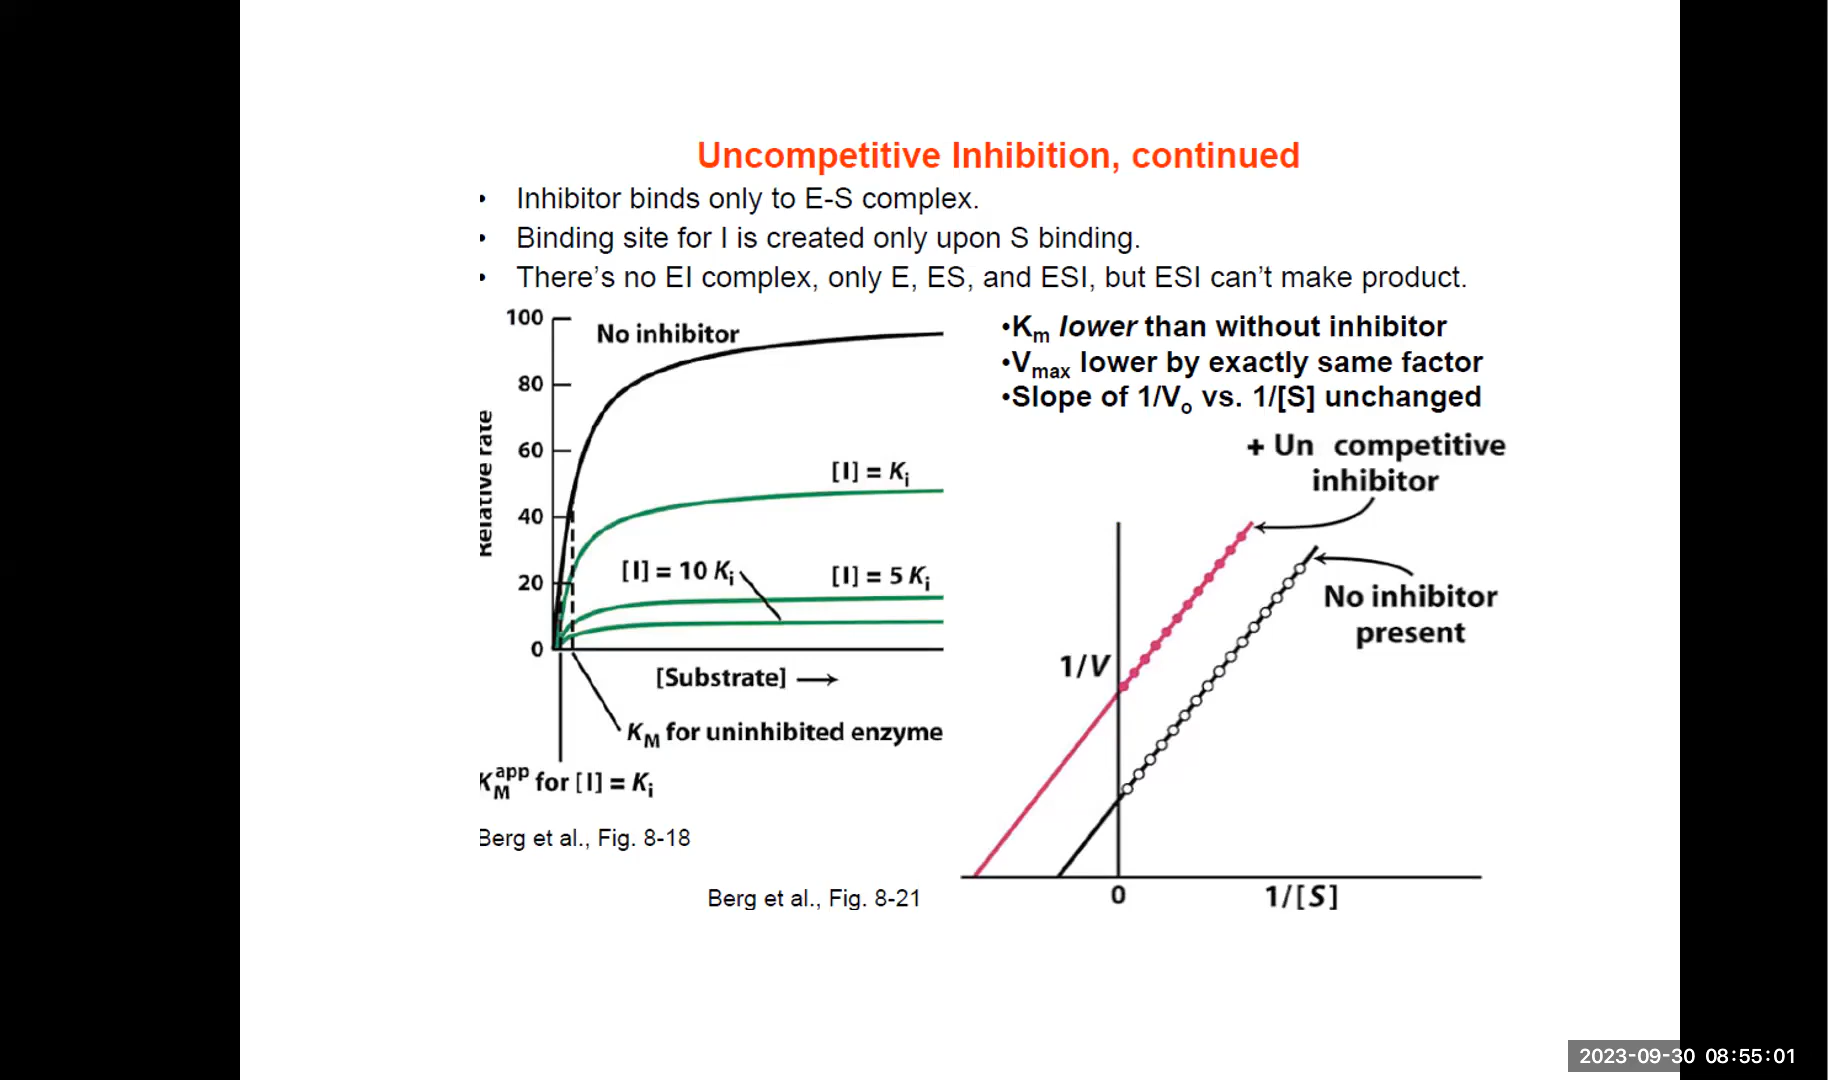 Uncompetitive Inhibition, continued
• Inhibitor binds only to E-S complex.
• Binding site for I is created only upon S binding.
• There’s no EI complex, only E, ES, and ESI, but ESI can’t make product.
100
80
60
40
20
0
Relative rate
No inhibitor
[I] = Ki
[I] = 10 Ki
[I] = 5 Ki
[Substrate] →
KM for uninhibited enzyme
KM^app for [I] = Ki
Berg et al., Fig. 8-18
•Km lower than without inhibitor
•Vmax lower by exactly same factor
•Slope of 1/Vo vs. 1/[S] unchanged
+ Un competitive
inhibitor
No inhibitor
present
1/V
0
1/[S]
Berg et al., Fig. 8-21
2023-09-30 08:55:01